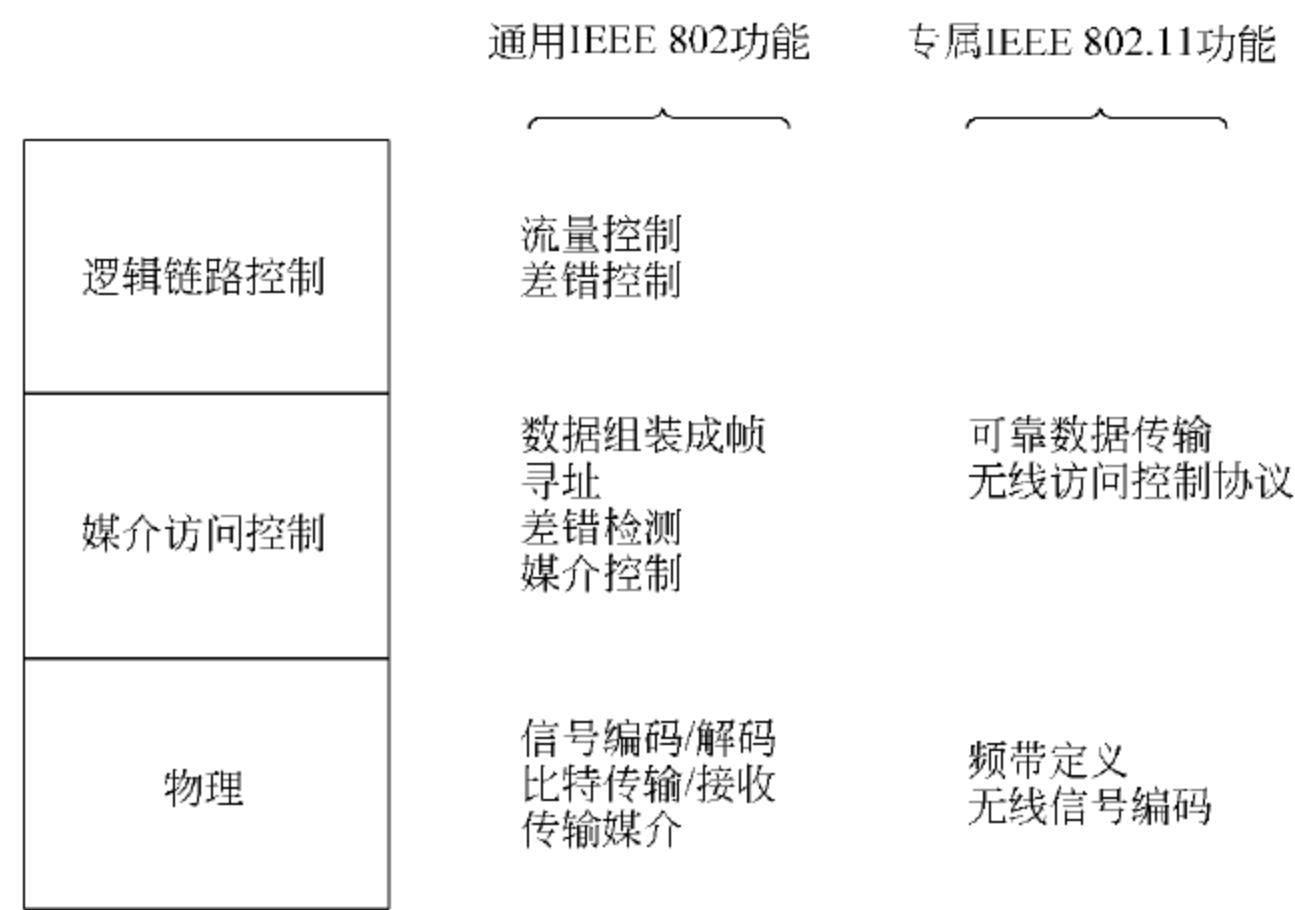 通用IEEE 802功能
专属IEEE 802.11功能
逻辑链路控制
流量控制
差错控制
媒介访问控制
数据组装成帧
寻址
差错检测
媒介控制
可靠数据传输
无线访问控制协议
物理
信号编码/解码
比特传输/接收
传输媒介
频带定义
无线信号编码